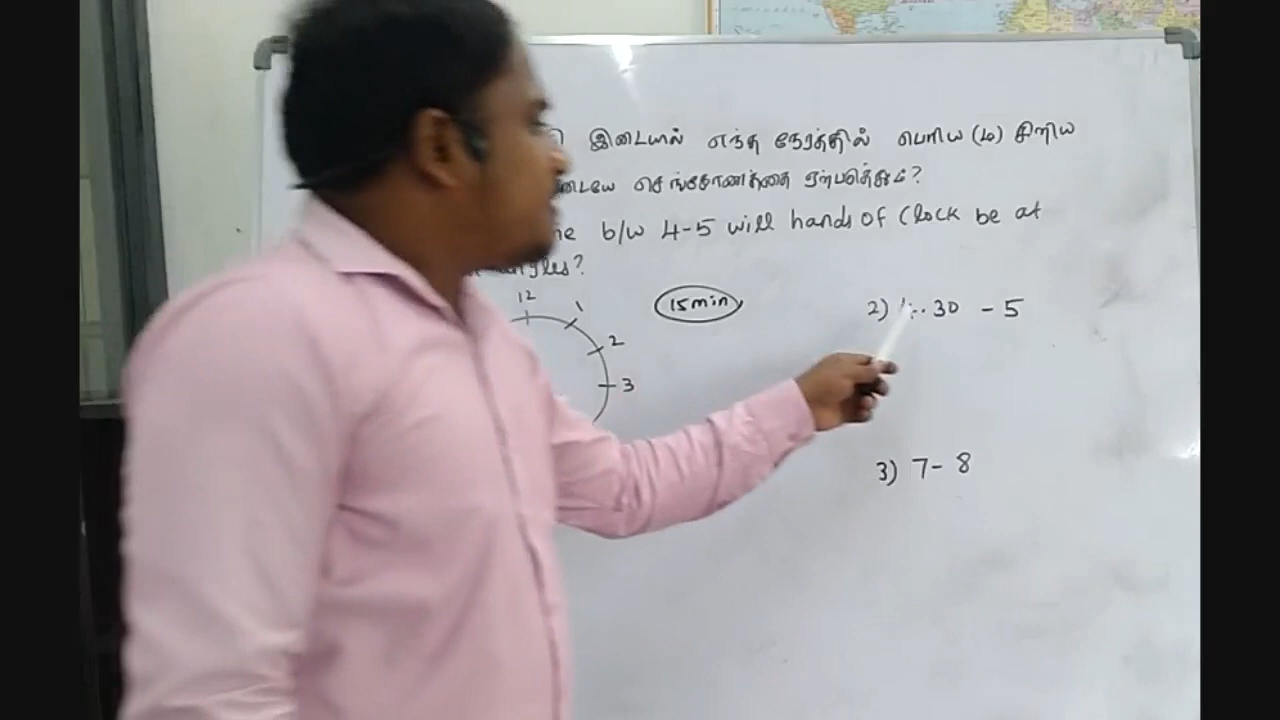 இடையில் எந்த நேரத்தில் பெரிய (ம) சிறிய
டையே செங்கோணத்தை ஏற்படுத்தும்?
b/w 4-5 will hands of Clock be at
12
1
2
3
15min
2) 30 - 5
3) 7- 8